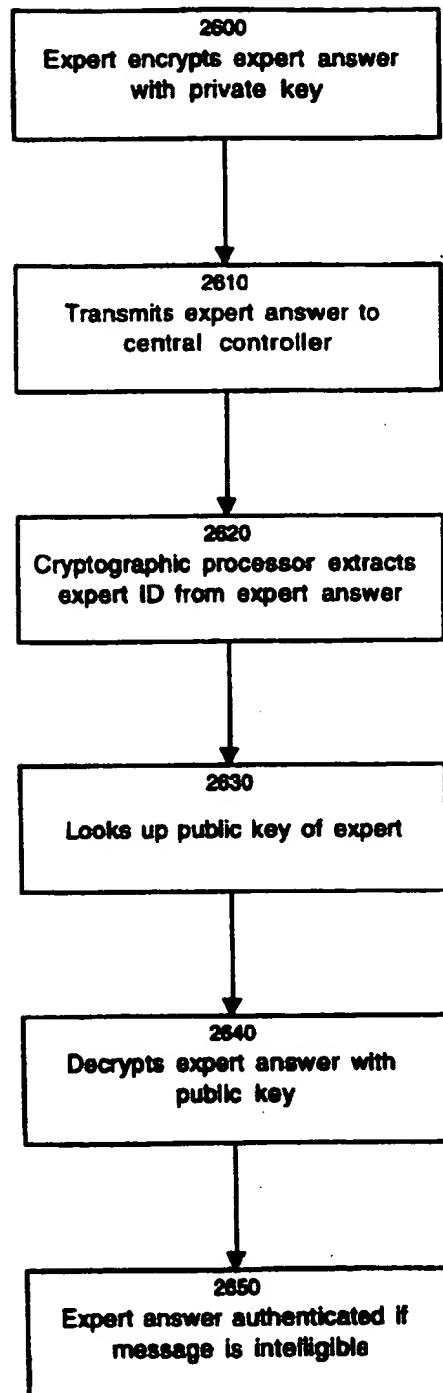 2600
Expert encrypts expert answer
with private key
2610
Transmits expert answer to
central controller
2620
Cryptographic processor extracts
expert ID from expert answer
2630
Looks up public key of expert
2640
Decrypts expert answer with
public key
2650
Expert answer authenticated if
message is intelligible